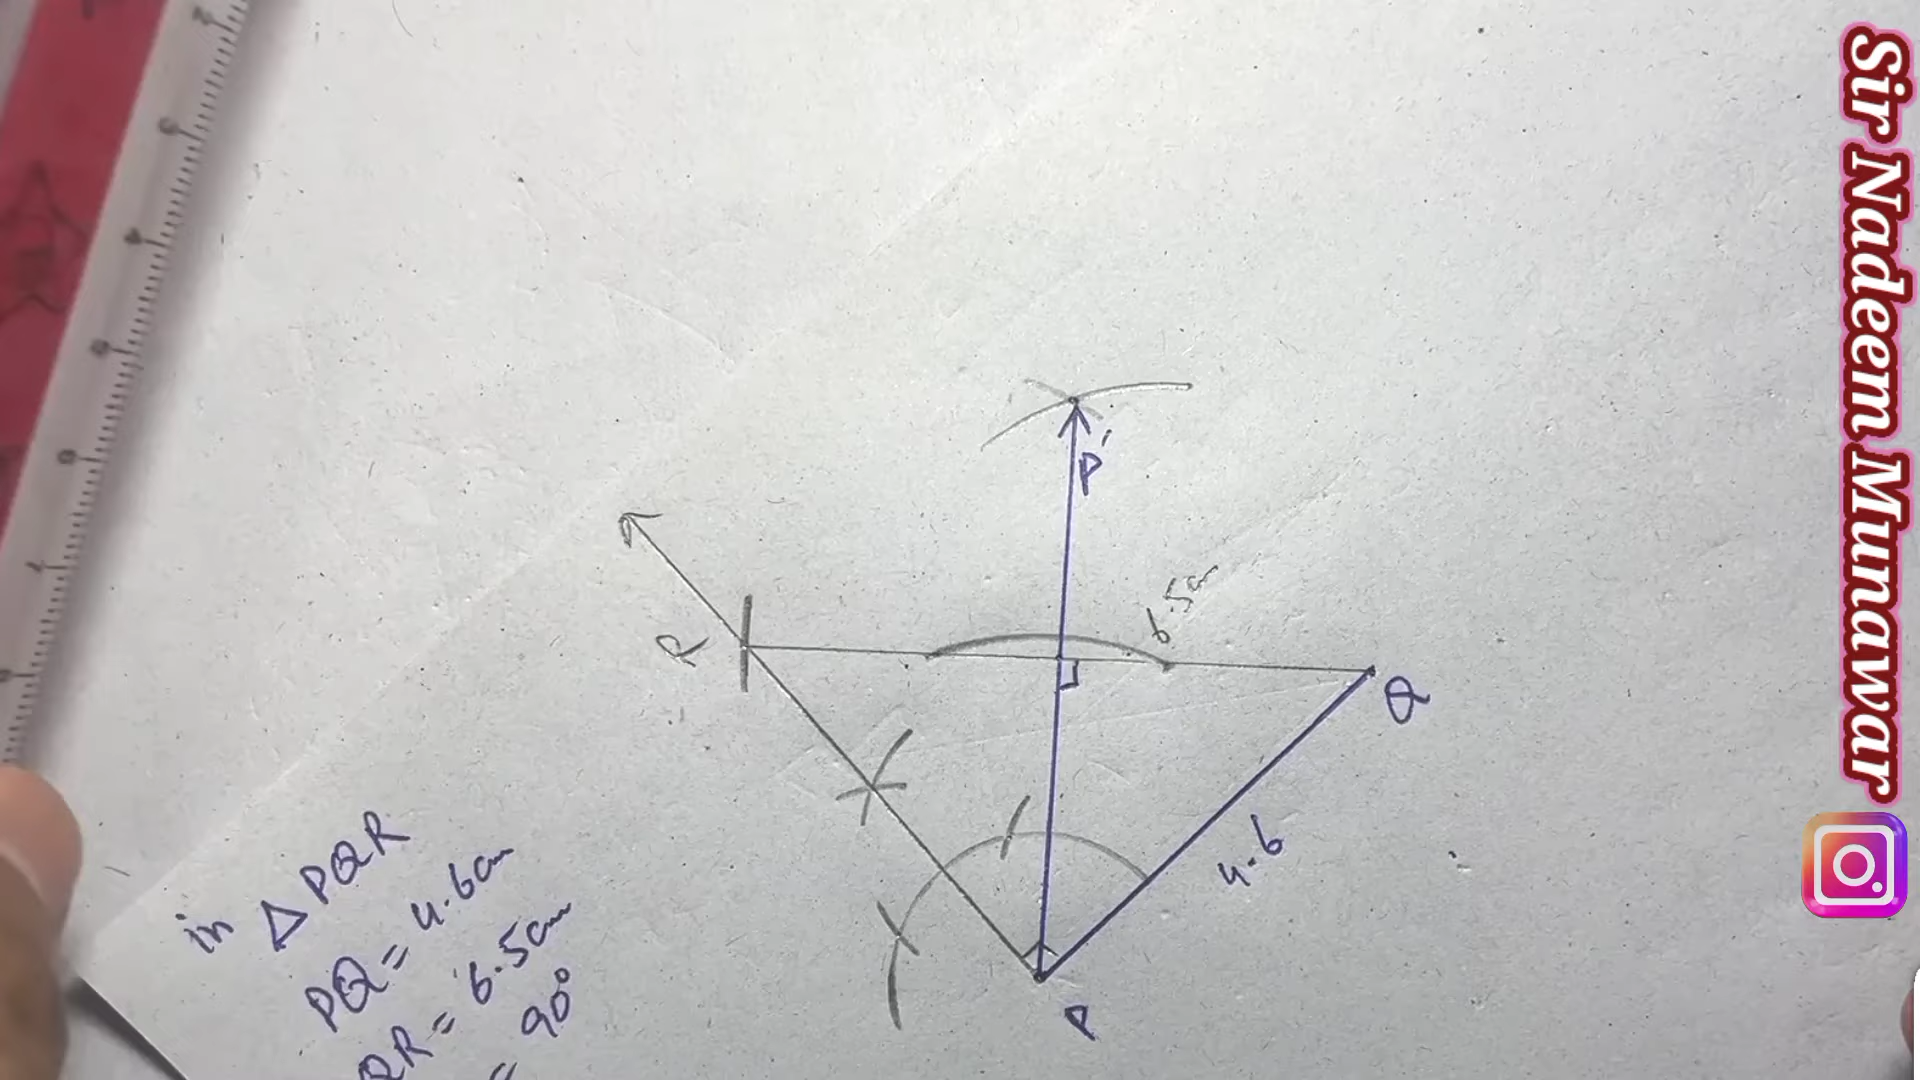 P'
6.5cm
R
Q
4.6
P
in △ PQR
PQ = 4.6cm
QR = 6.5cm
= 90°
Sir Nadeem Munawar